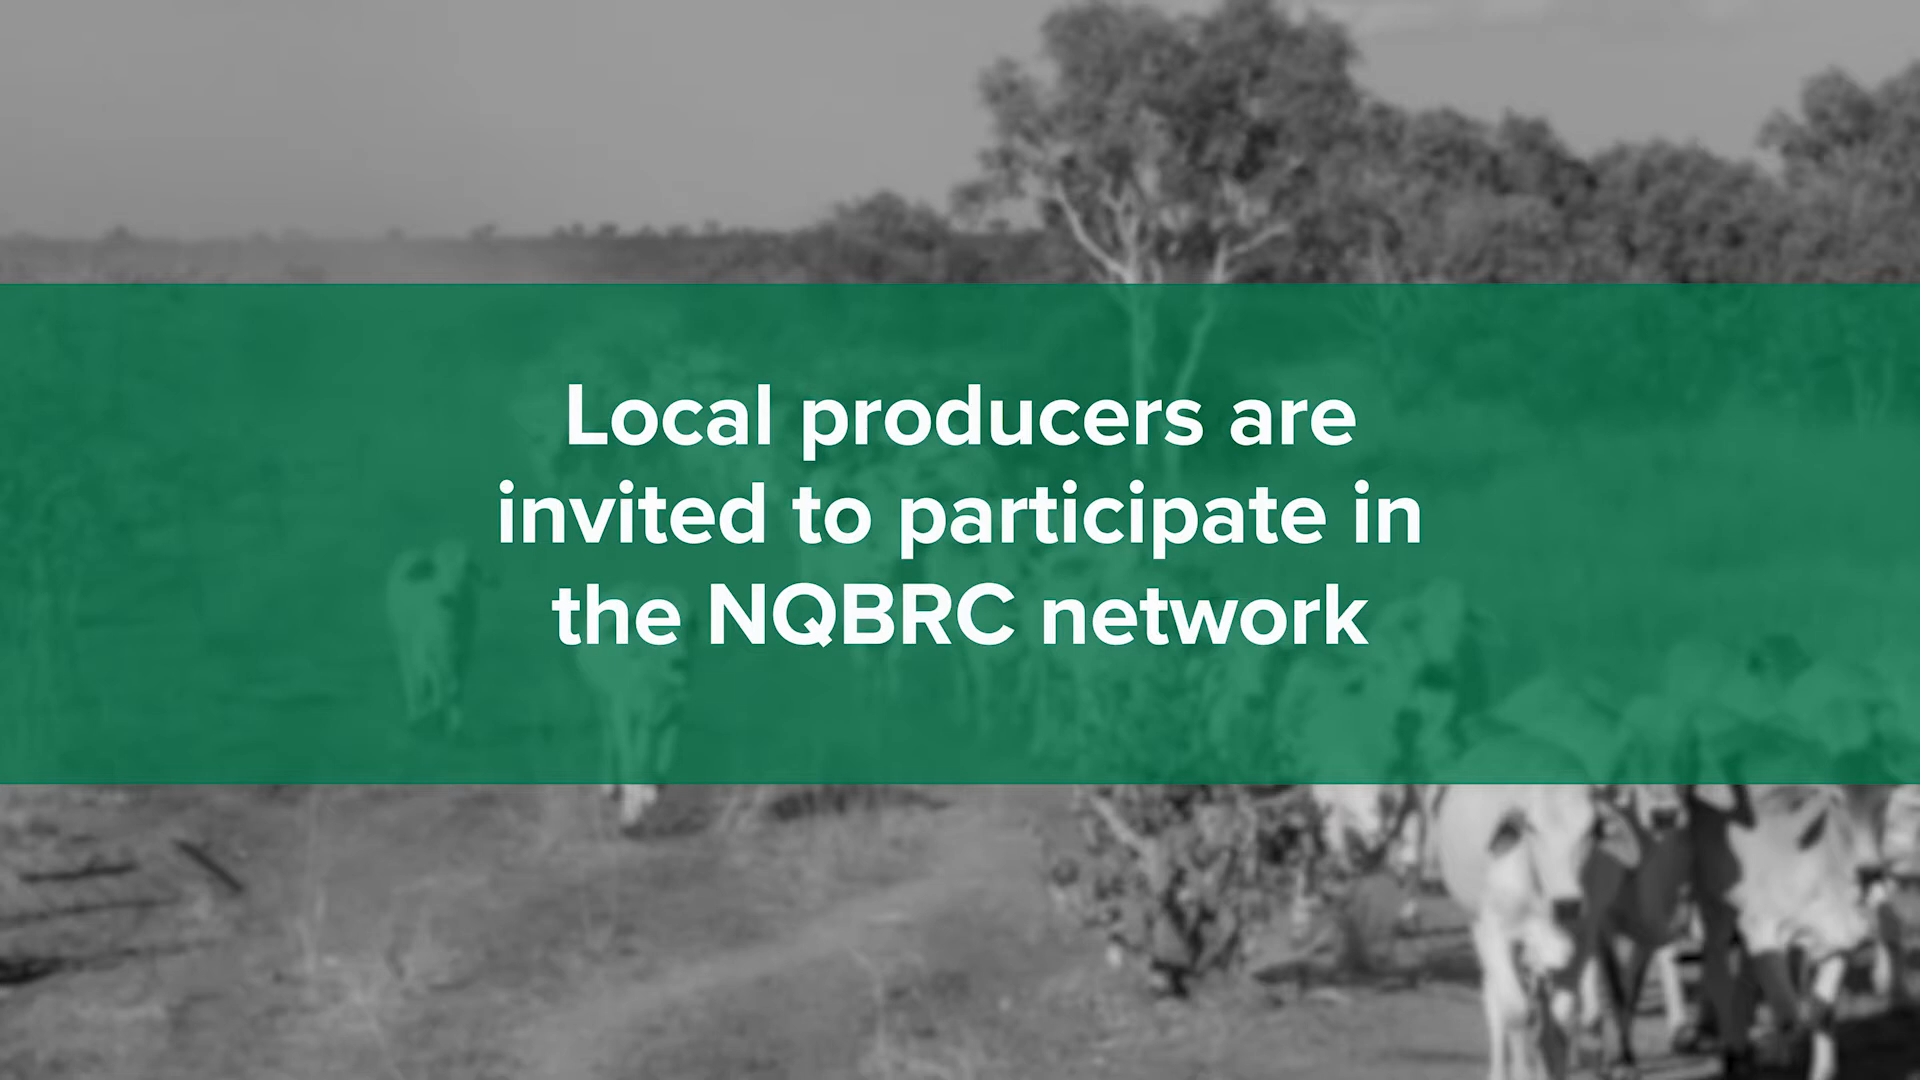 Local producers are
invited to participate in
the NQBRC network